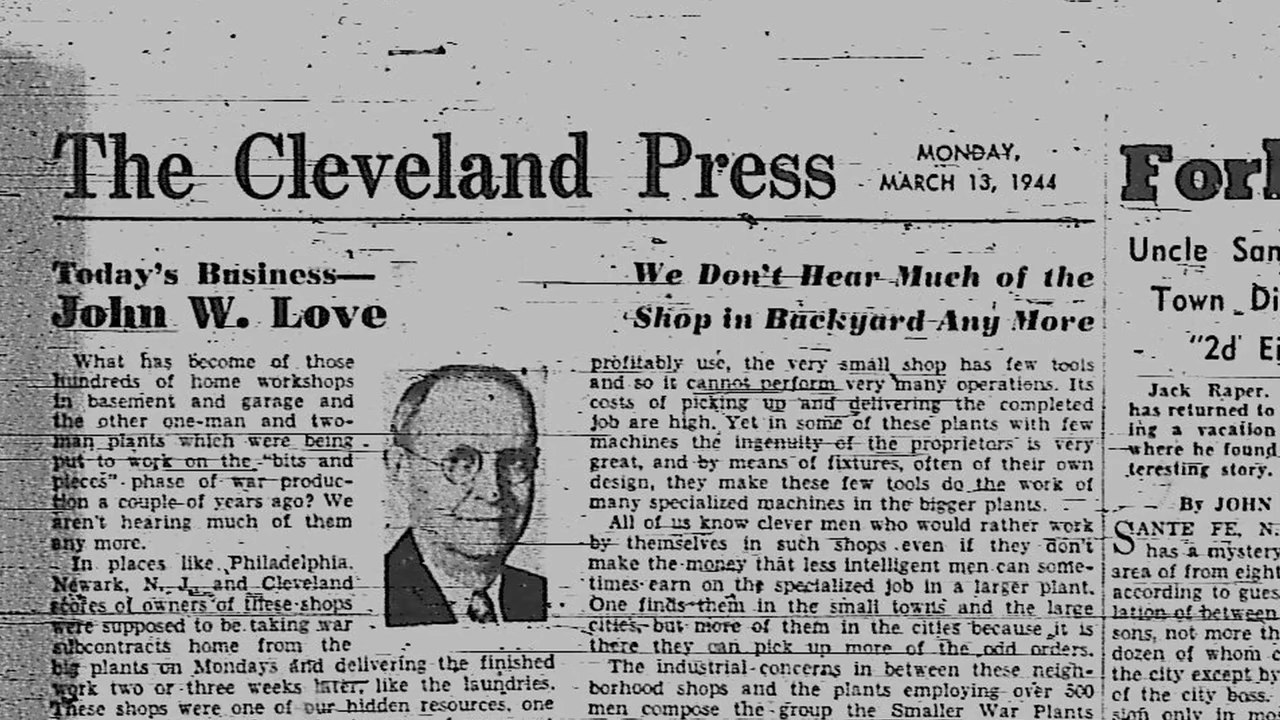 The Cleveland Press
MONDAY,
MARCH 13, 1944
Today's Business—
John W. Love
We Don't Hear Much of the
Shop in Backyard Any More
What has become of those
hundreds of home workshops
in basement and garage and
the other one-man and two-
man plants which were being
put to work on the "bits and
pieces" phase of war produc-
tion a couple of years ago? We
aren't hearing much of them
any more.
In places like Philadelphia,
Newark, N. J., and Cleveland
scores of owners of these shops
were supposed to be taking war
subcontracts home from the
big plants on Mondays and delivering the finished
work two or three weeks later, like the laundries.
These shops were one of our hidden resources, one
profitably use, the very small shop has few tools
and so it cannot perform very many operations. Its
costs of picking up and delivering the completed
job are high. Yet in some of these plants with few
machines the ingenuity of the proprietors is very
great, and by means of fixtures, often of their own
design, they make these few tools do the work of
many specialized machines in the bigger plants.
All of us know clever men who would rather work
by themselves in such shops even if they don't
make the money that less intelligent men can some-
times earn on the specialized job in a larger plant.
One finds them in the small towns and the large
cities, but more of them in the cities because it is
there they can pick up more of the odd orders.
The industrial concerns in between these neigh-
borhood shops and the plants employing over 500
men compose the group the Smaller War Plants
Forb
Uncle San
Town Di
"2d Ei
Jack Raper.
has returned to
ing a vacation
where he found
teresting story.
By JOHN
SANTE FE, N.
has a mystery
area of from eight
according to gues
lation of between
sons, not more th
dozen of whom c
the city except by
of the city boss.
sion only in mo